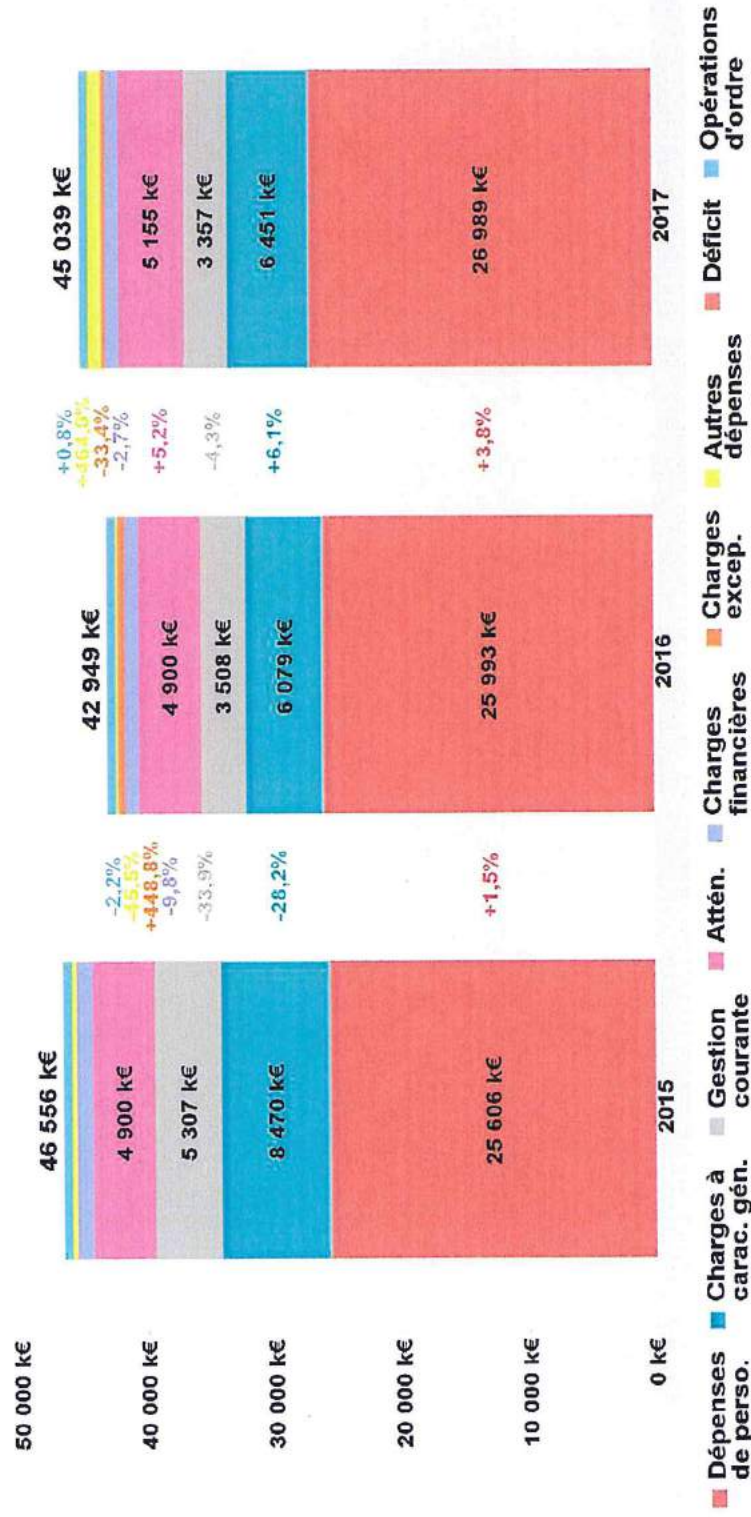 50 000 k€
40 000 k€
30 000 k€
20 000 k€
10 000 k€
0 k€
46 556 k€
4 900 k€
5 307 k€
8 470 k€
25 606 k€
2015
-2,2%
-45,5%
+448,8%
-9,8%
-33,9%
-28,2%
+1,5%
42 949 k€
4 900 k€
3 508 k€
6 079 k€
25 993 k€
2016
+0,8%
+464,0%
-33,4%
-2,7%
+5,2%
-4,3%
+6,1%
+3,8%
45 039 k€
5 155 k€
3 357 k€
6 451 k€
26 989 k€
2017
Dépenses
de perso.
Charges à
carac. gén.
Gestion
courante
Attén.
Charges
financières
Charges
excep.
Autres
dépenses
Déficit
Opérations
d'ordre